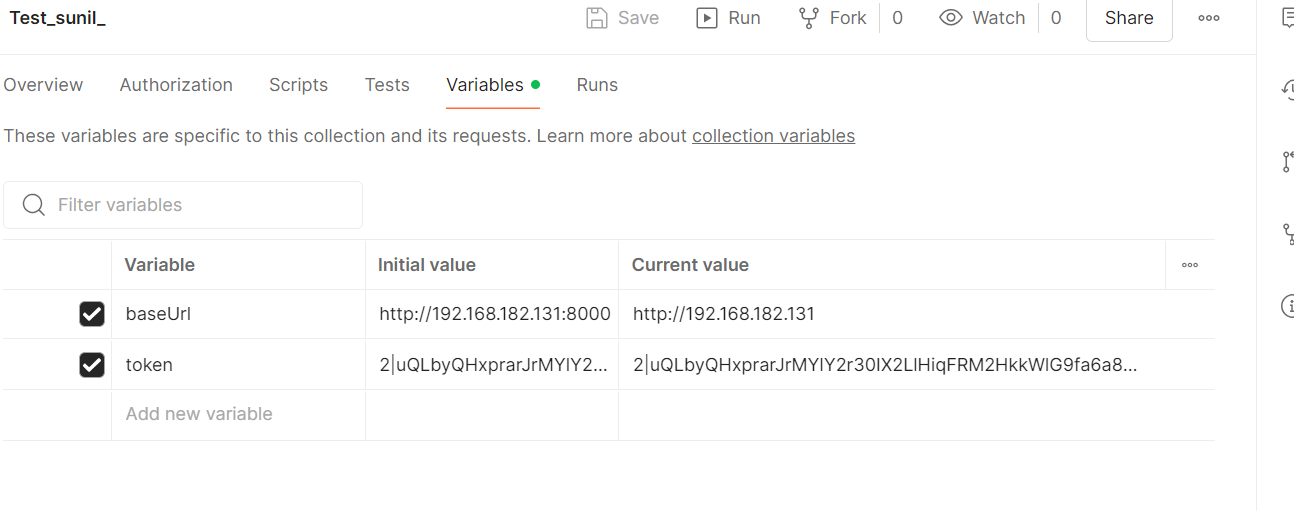 Test_sunil_
Save
Run
Fork
0
Watch
0
Share
Overview
Authorization
Scripts
Tests
Variables
Runs
These variables are specific to this collection and its requests. Learn more about collection variables
Filter variables
Variable
Initial value
Current value
baseUrl
http://192.168.182.131:8000
http://192.168.182.131
token
2|uQLbyQHxprarJrMYlY2...
2|uQLbyQHxprarJrMYlY2r30IX2LlHiqFRM2HkkWlG9fa6a8...
Add new variable